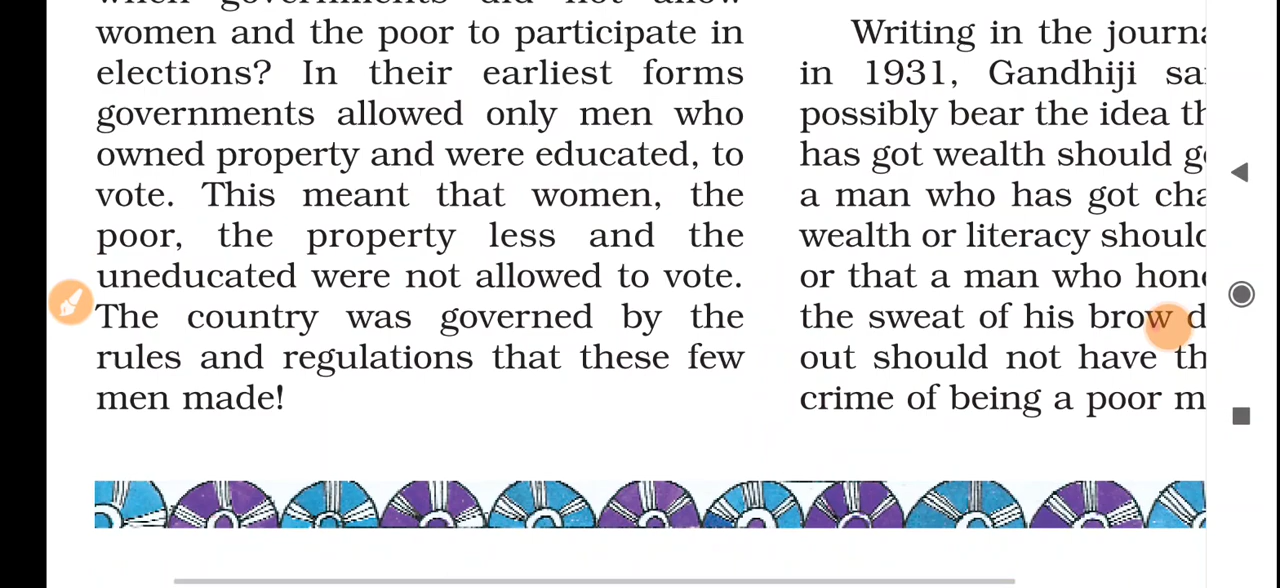 women and the poor to participate in
elections? In their earliest forms
governments allowed only men who
owned property and were educated, to
vote. This meant that women, the
poor, the property less and the
uneducated were not allowed to vote.
The country was governed by the
rules and regulations that these few
men made!
Writing in the
in 1931, Gandhiji
possibly bear the idea
has got wealth should
a man who has got
wealth or literacy
or that a man who
the sweat of his brow
out should not have
crime of being a poor